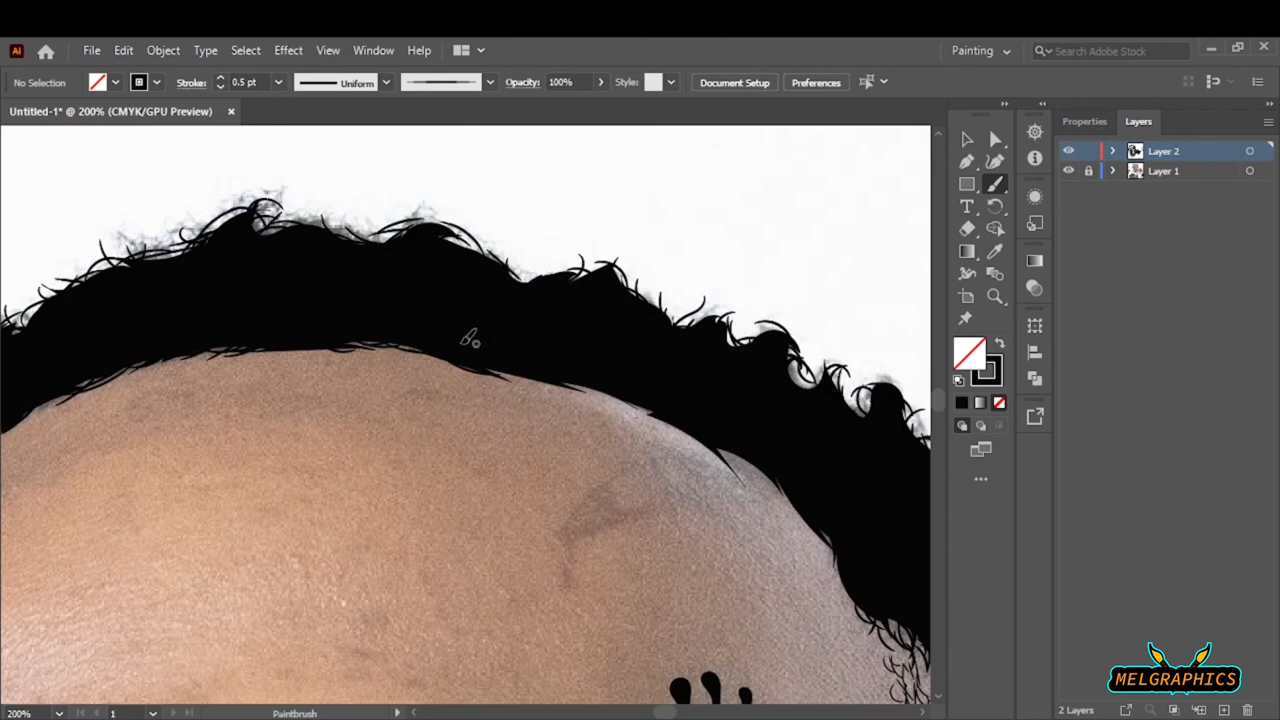 Ai File Edit Object Type Select Effect View Window Help Painting Search Adobe Stock
No Selection Stroke: 0.5 pt Uniform Opacity: 100% Style: Document Setup Preferences
Untitled-1* @ 200% (CMYK/GPU Preview) Properties Layers
Layer 2
Layer 1
T
MELGRAPHICS
200% 1 Paintbrush 2 Layers